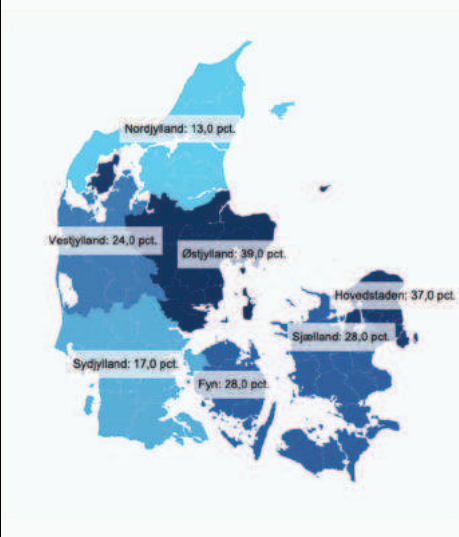 Nordjylland: 13,0 pct.
Vestjylland: 24,0 pct.
Østjylland: 39,0 pct.
Hovedstaden: 37,0 pct.
Sjælland: 28,0 pct.
Sydjylland: 17,0 pct.
Fyn: 28,0 pct.